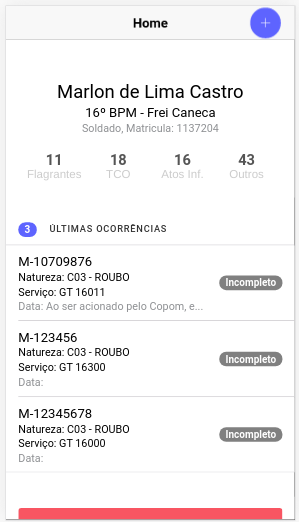 Home
+
Marlon de Lima Castro
16º BPM - Frei Caneca
Soldado, Matricula: 1137204
11 18 16 43
Flagrantes TCO Atos Inf. Outros
3 ÚLTIMAS OCORRÊNCIAS
M-10709876
Natureza: C03 - ROUBO
Incompleto
Serviço: GT 16011
Data: Ao ser acionado pelo Copom, e...
M-123456
Natureza: C03 - ROUBO
Incompleto
Serviço: GT 16300
Data:
M-12345678
Natureza: C03 - ROUBO
Incompleto
Serviço: GT 16000
Data: